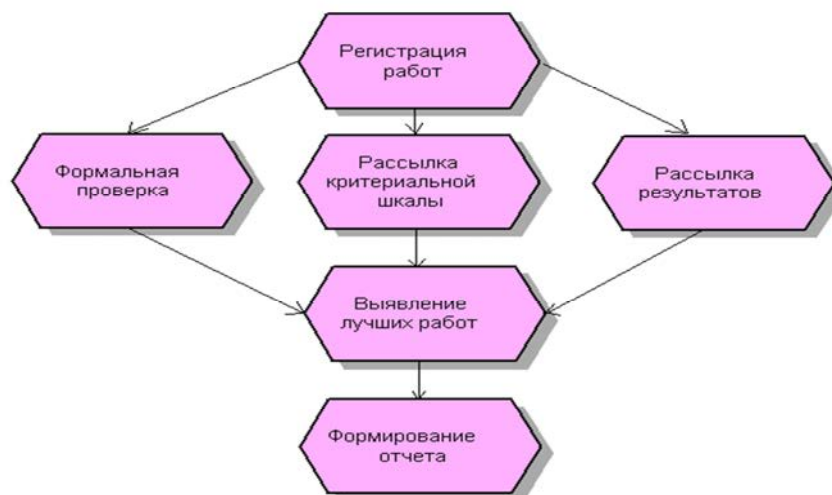 Регистрация
работ
Формальная
проверка
Рассылка
критериальной
шкалы
Рассылка
результатов
Выявление
лучших работ
Формирование
отчета